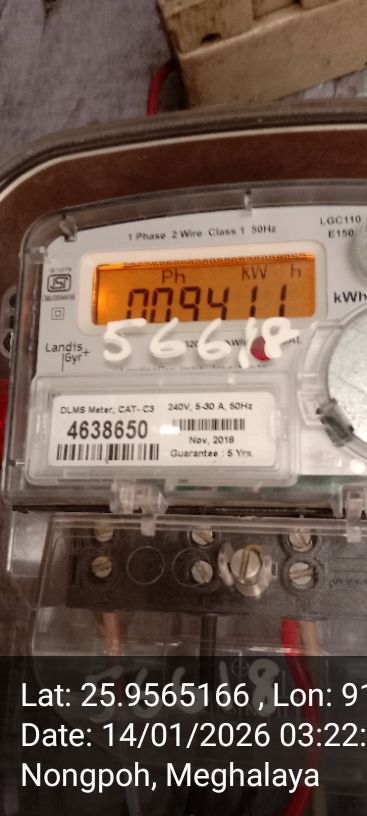 LGC110
E150
1 Phase 2 Wire Class 1 50Hz
Ph KW h
009411
kWh
Landis
Gyr+
56618
DLMS Meter, CAT- C3 240V, 5-30 A, 50Hz
4638650
Nov, 2018
Guarantee : 5 Yrs.
56618
Lat: 25.9565166 , Lon: 91
Date: 14/01/2026 03:22:
Nongpoh, Meghalaya